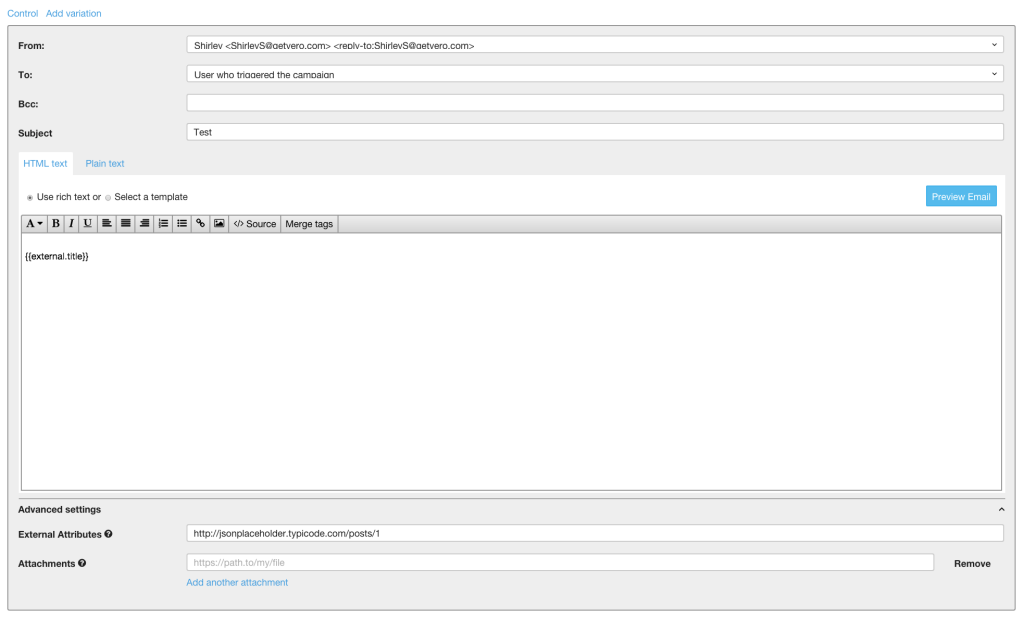 Control Add variation
From: Shirley <ShirleyS@getvero.com> <reply-to:ShirleyS@getvero.com>
To: User who triggered the campaign
Bcc:
Subject Test
HTML text Plain text
Use rich text or Select a template Preview Email
A B I U </> Source Merge tags
{{external.title}}
Advanced settings
External Attributes ? http://jsonplaceholder.typicode.com/posts/1
Attachments ? https://path.to/my/file Remove
Add another attachment